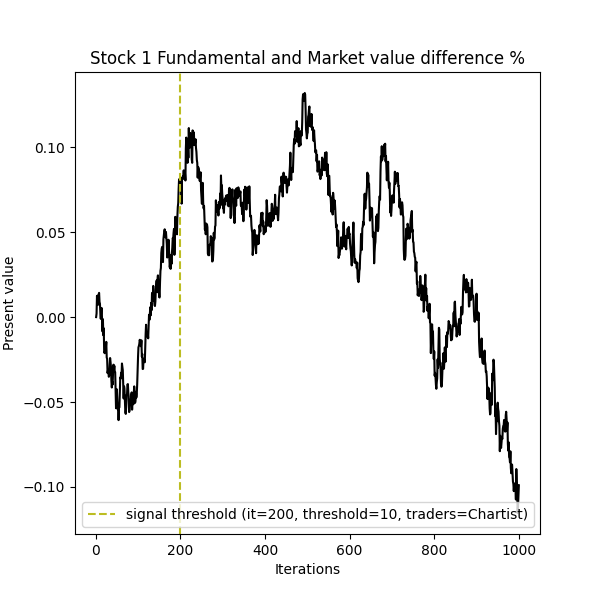 Stock 1 Fundamental and Market value difference %
Present value
0.10
0.05
0.00
−0.05
−0.10
signal threshold (it=200, threshold=10, traders=Chartist)
0 200 400 600 800 1000
Iterations